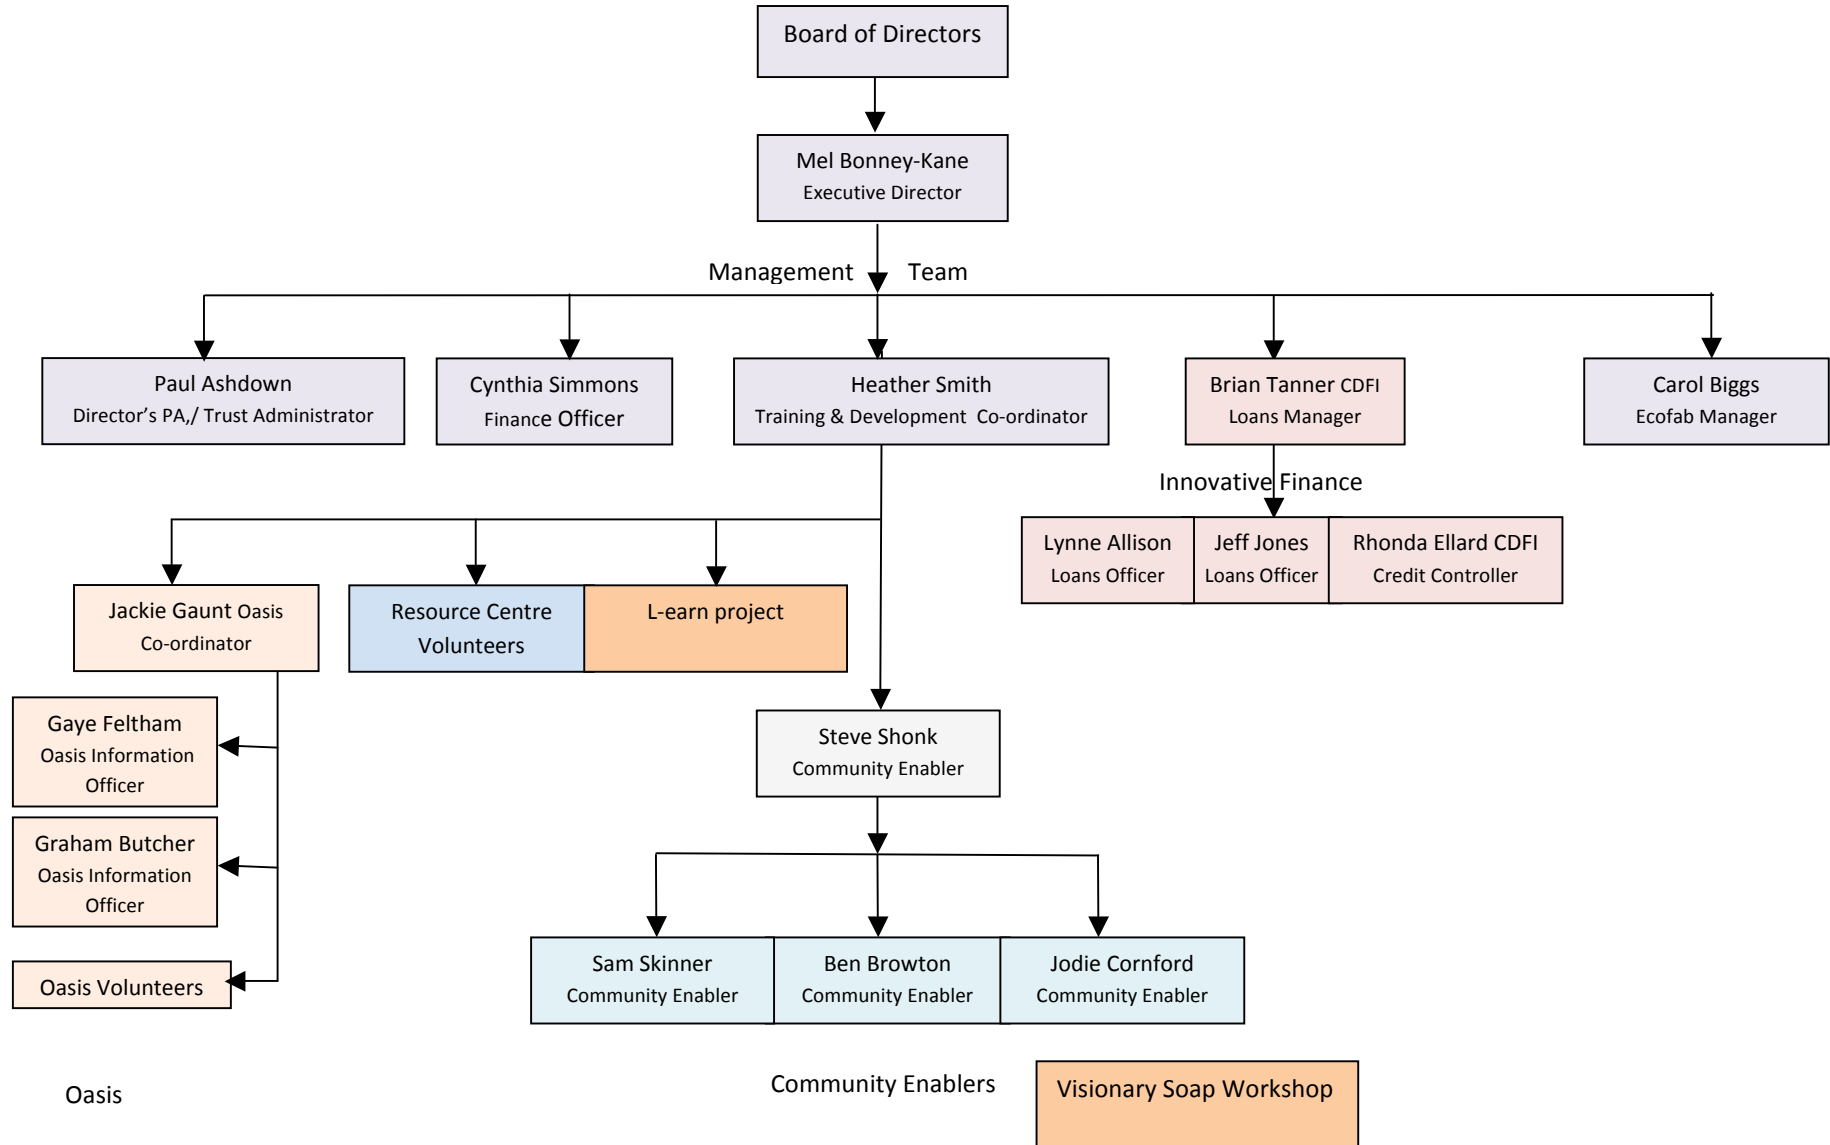 Board of Directors
Mel Bonney-Kane
Executive Director
Management Team
Paul Ashdown
Director’s PA,/ Trust Administrator
Cynthia Simmons
Finance Officer
Heather Smith
Training & Development Co-ordinator
Brian Tanner CDFI
Loans Manager
Carol Biggs
Ecofab Manager
Innovative Finance
Lynne Allison
Loans Officer
Jeff Jones
Loans Officer
Rhonda Ellard CDFI
Credit Controller
Jackie Gaunt Oasis
Co-ordinator
Resource Centre
Volunteers
L-earn project
Gaye Feltham
Oasis Information
Officer
Steve Shonk
Community Enabler
Graham Butcher
Oasis Information
Officer
Oasis Volunteers
Sam Skinner
Community Enabler
Ben Browton
Community Enabler
Jodie Cornford
Community Enabler
Oasis
Community Enablers
Visionary Soap Workshop